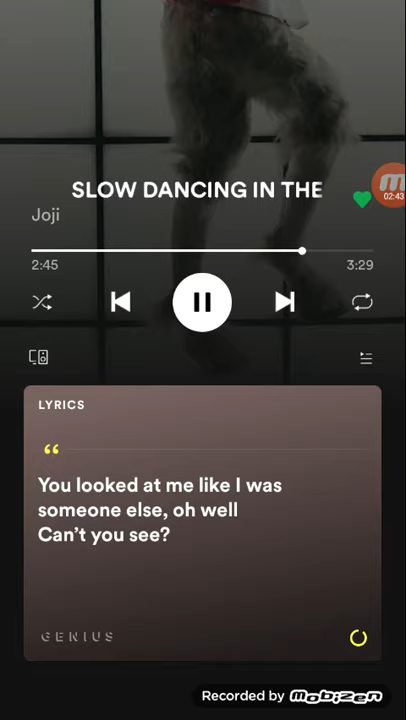 SLOW DANCING IN THE
Joji
02:43
2:45
3:29
LYRICS
“
You looked at me like I was
someone else, oh well
Can’t you see?
GENIUS
Recorded by mobizen